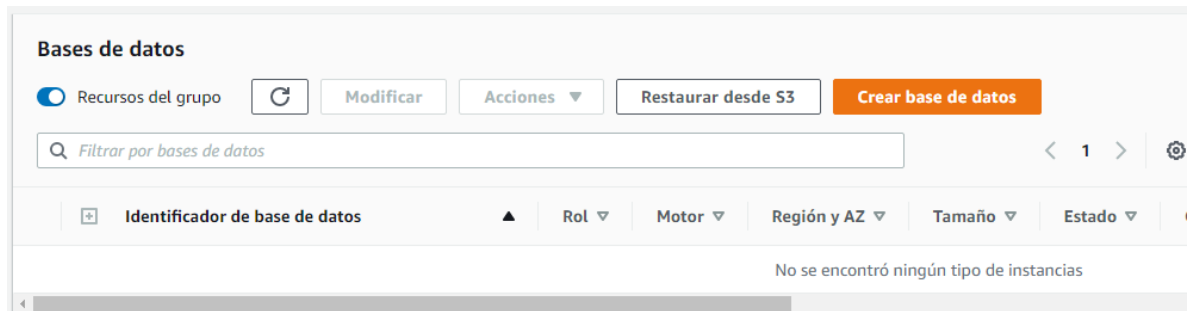 Bases de datos
Recursos del grupo Modificar Acciones Restaurar desde S3 Crear base de datos
Filtrar por bases de datos 1
Identificador de base de datos Rol Motor Región y AZ Tamaño Estado
No se encontró ningún tipo de instancias